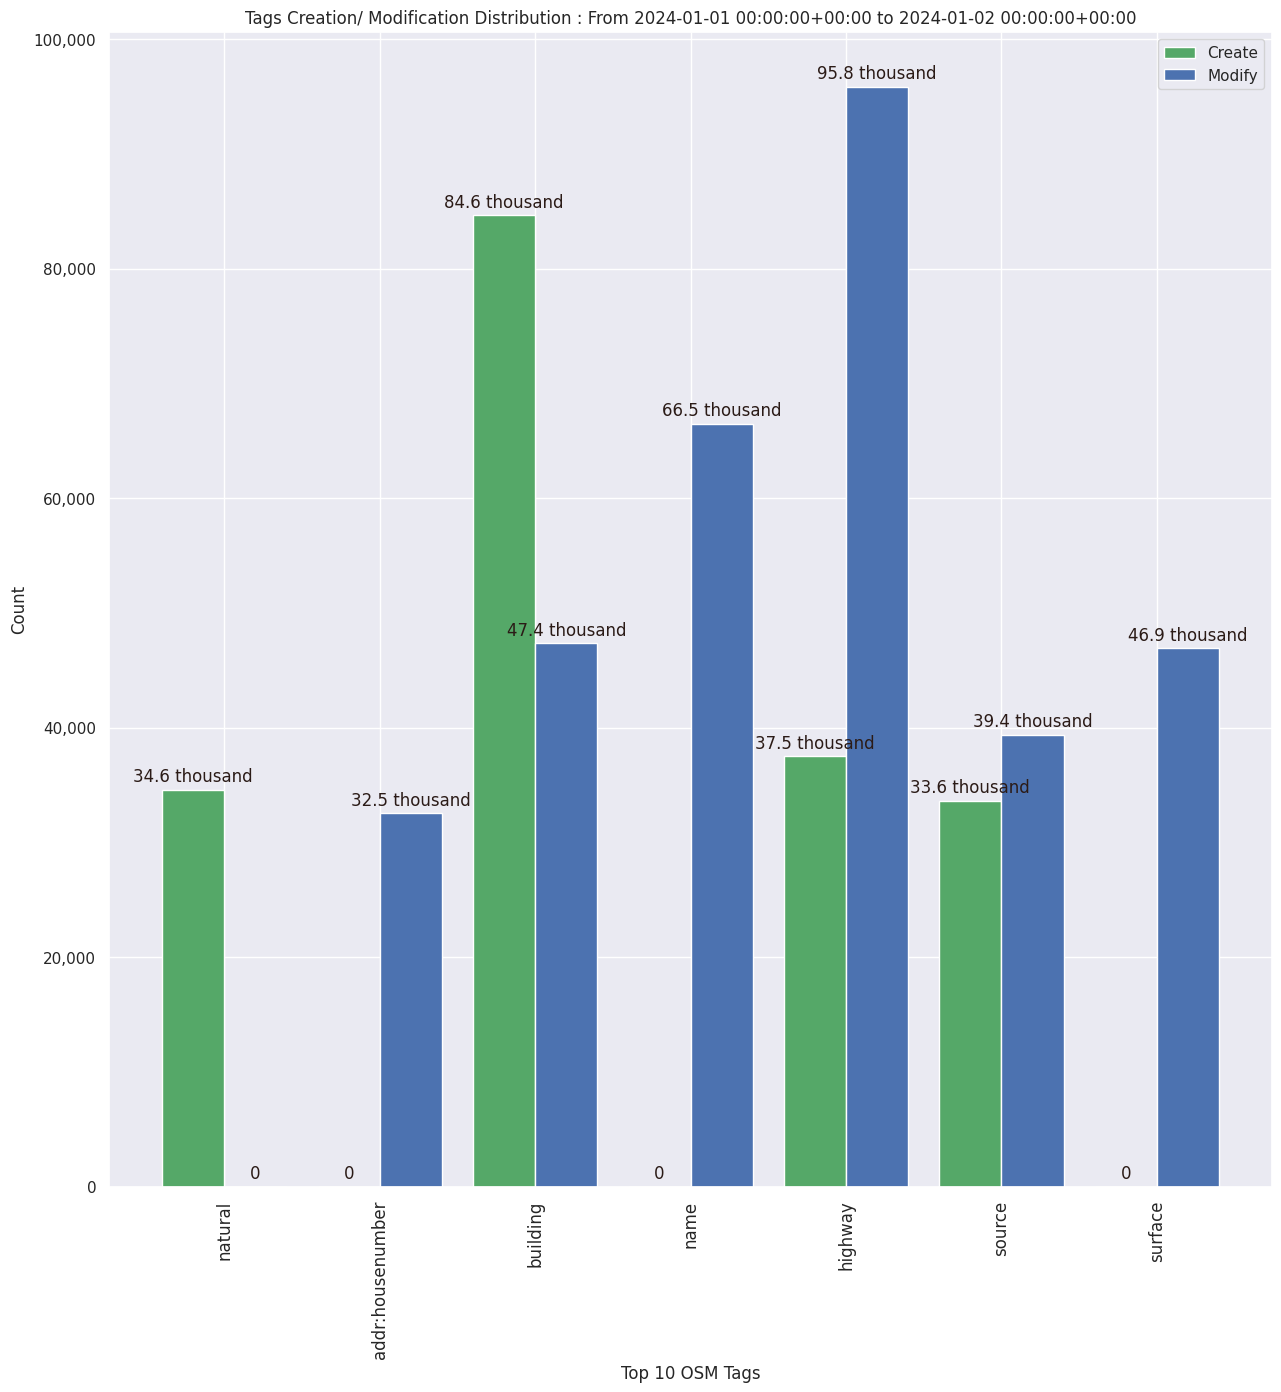 Tags Creation/ Modification Distribution : From 2024-01-01 00:00:00+00:00 to 2024-01-02 00:00:00+00:00
Create
Modify
100,000
80,000
60,000
40,000
20,000
0
Count
34.6 thousand
0
0
32.5 thousand
84.6 thousand
47.4 thousand
0
66.5 thousand
37.5 thousand
95.8 thousand
33.6 thousand
39.4 thousand
0
46.9 thousand
natural
addr:housenumber
building
name
highway
source
surface
Top 10 OSM Tags